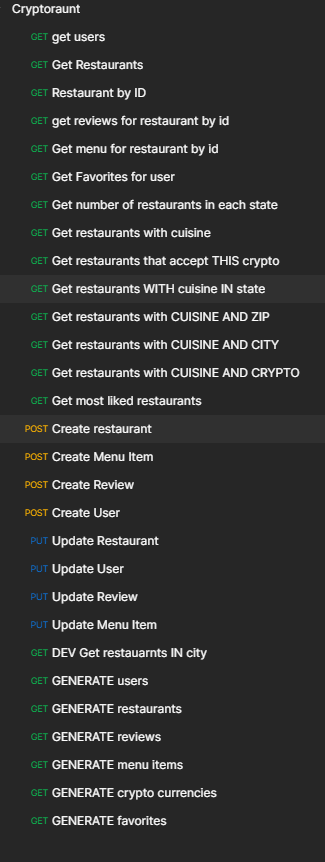 Cryptoraunt
GET get users
GET Get Restaurants
GET Restaurant by ID
GET get reviews for restaurant by id
GET Get menu for restaurant by id
GET Get Favorites for user
GET Get number of restaurants in each state
GET Get restaurants with cuisine
GET Get restaurants that accept THIS crypto
GET Get restaurants WITH cuisine IN state
GET Get restaurants with CUISINE AND ZIP
GET Get restaurants with CUISINE AND CITY
GET Get restaurants with CUISINE AND CRYPTO
GET Get most liked restaurants
POST Create restaurant
POST Create Menu Item
POST Create Review
POST Create User
PUT Update Restaurant
PUT Update User
PUT Update Review
PUT Update Menu Item
GET DEV Get restauarnts IN city
GET GENERATE users
GET GENERATE restaurants
GET GENERATE reviews
GET GENERATE menu items
GET GENERATE crypto currencies
GET GENERATE favorites